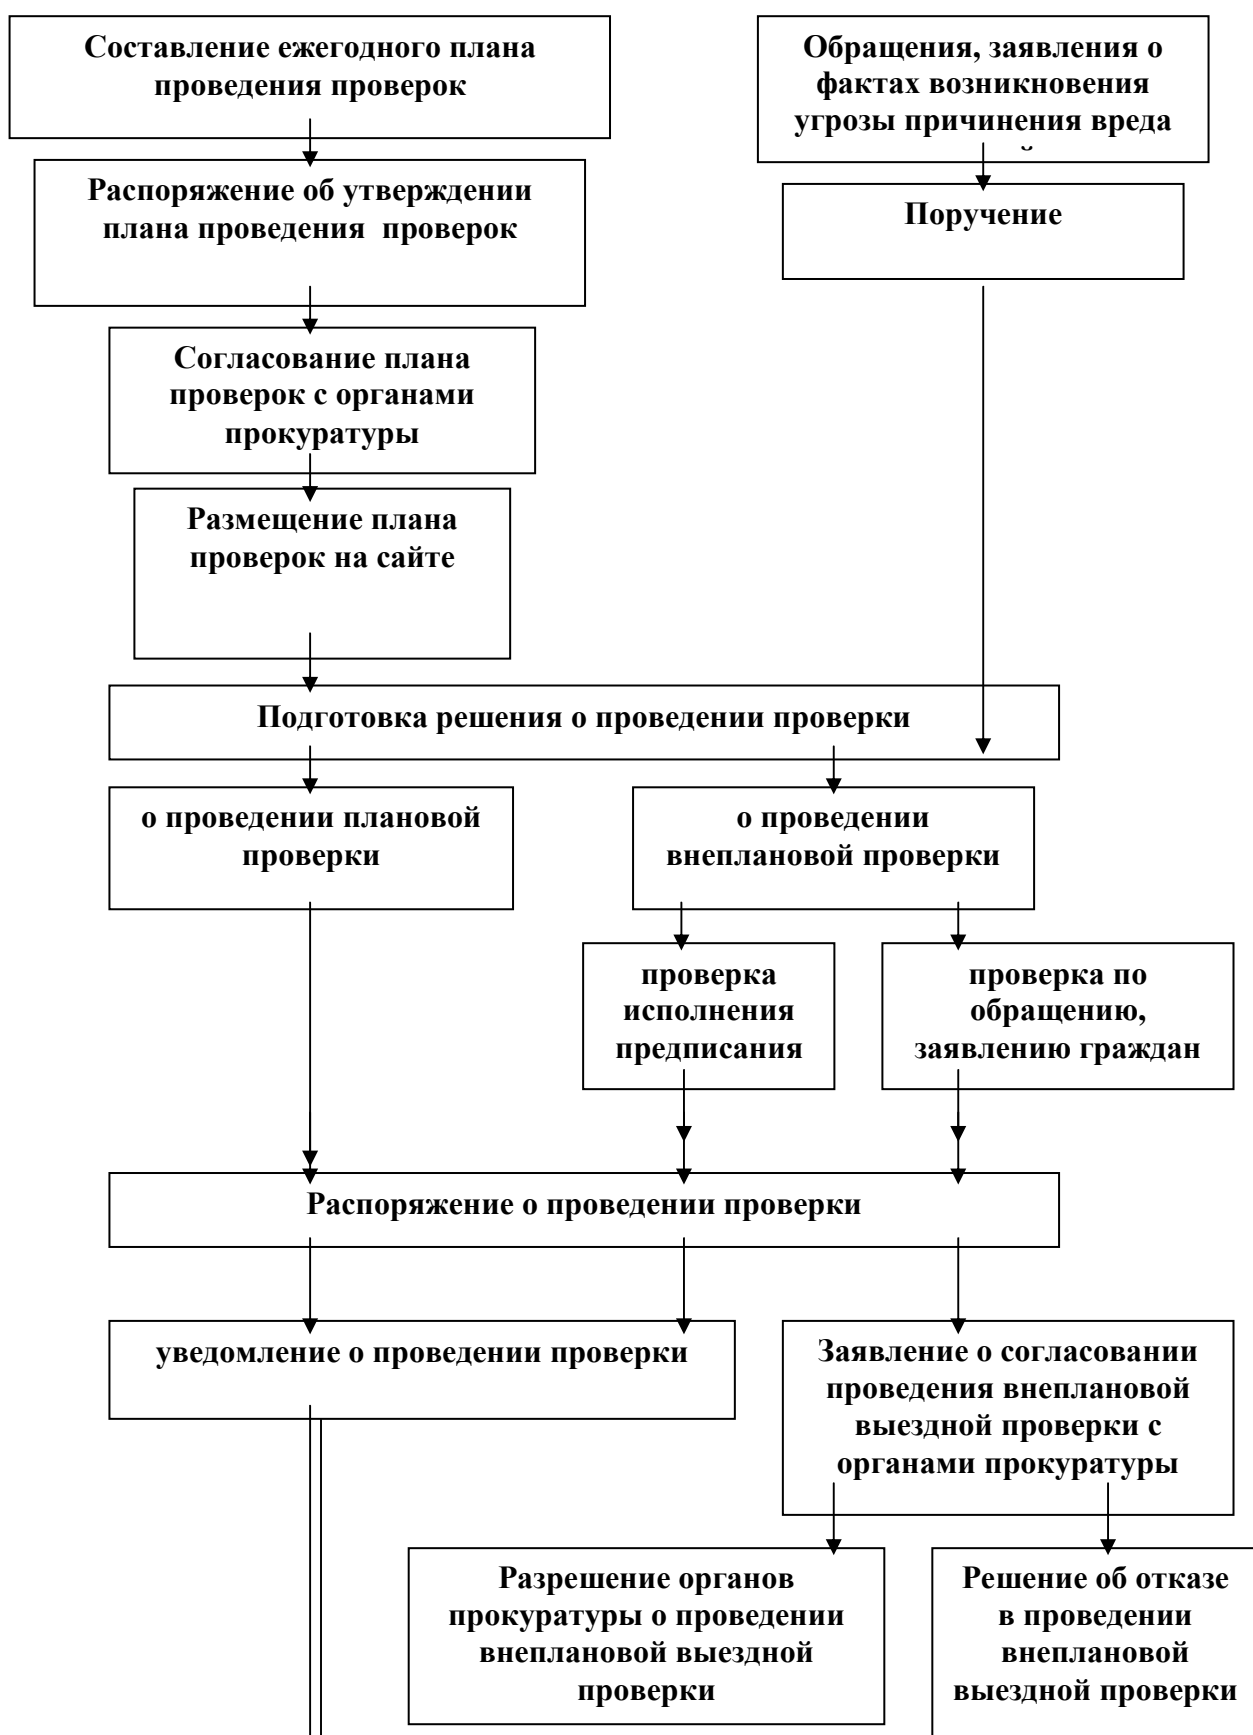 Составление ежегодного плана
проведения проверок
Обращения, заявления о
фактах возникновения
угрозы причинения вреда
Распоряжение об утверждении
плана проведения проверок
Поручение
Согласование плана
проверок с органами
прокуратуры
Размещение плана
проверок на сайте
Подготовка решения о проведении проверки
о проведении плановой
проверки
о проведении
внеплановой проверки
проверка
исполнения
предписания
проверка по
обращению,
заявлению граждан
Распоряжение о проведении проверки
уведомление о проведении проверки
Заявление о согласовании
проведения внеплановой
выездной проверки с
органами прокуратуры
Разрешение органов
прокуратуры о проведении
внеплановой выездной
проверки
Решение об отказе
в проведении
внеплановой
выездной проверки